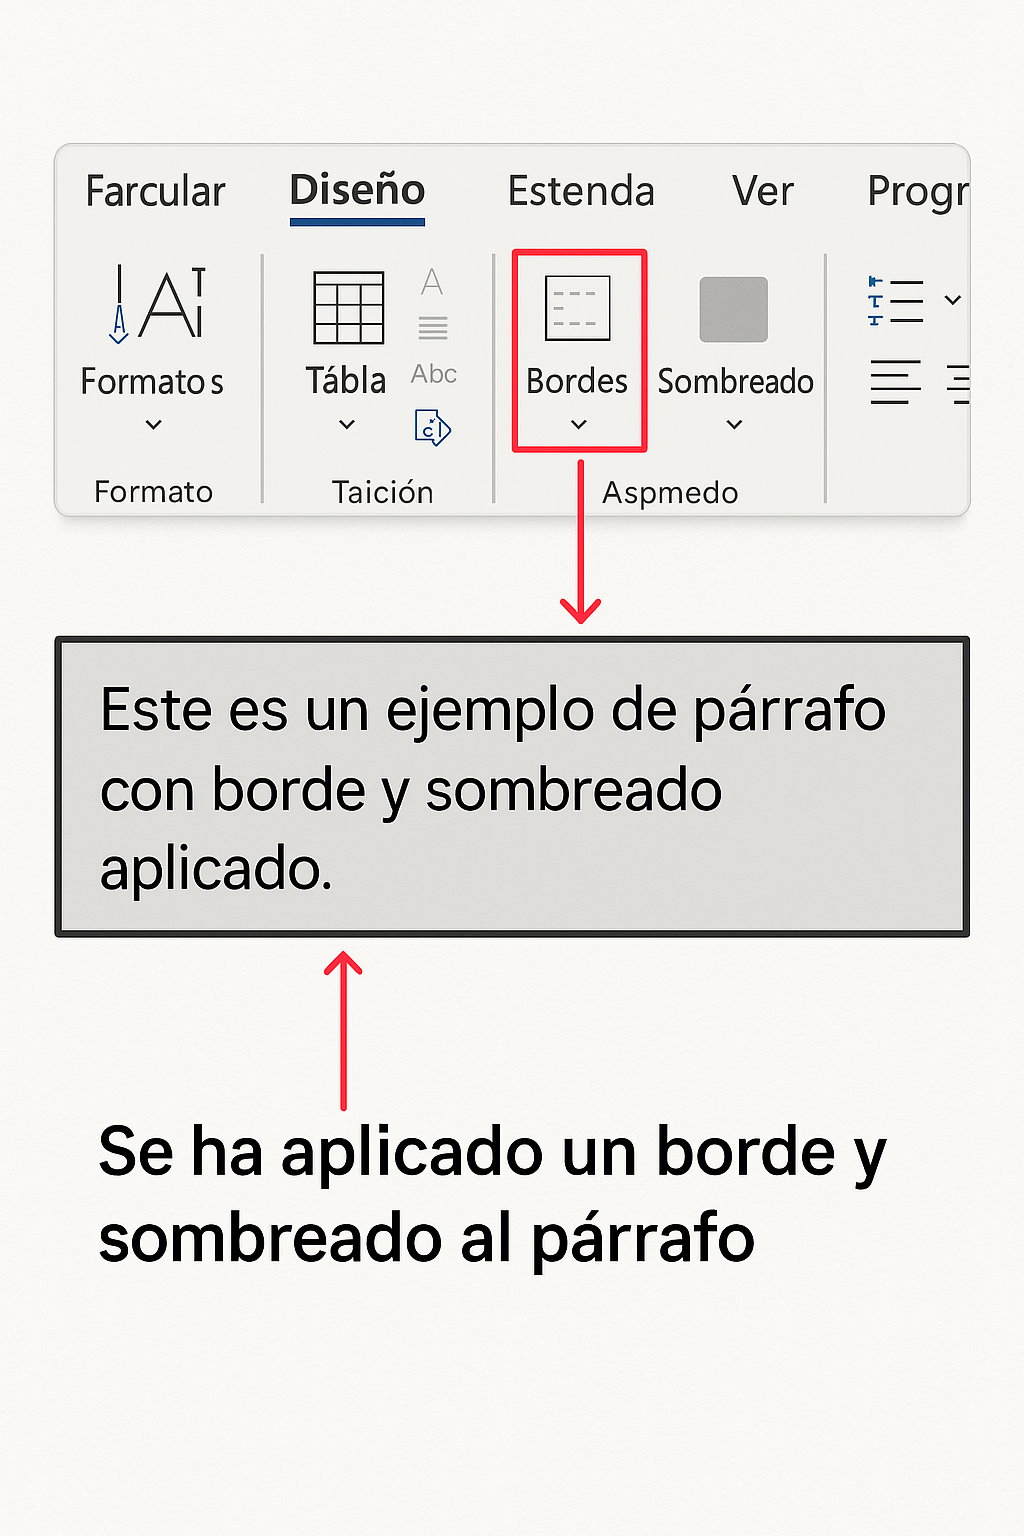 Farcular Diseño Estenda Ver Progr
A
Formatos Tábla Abc Bordes Sombreado
Formato Taición Aspmedo
Este es un ejemplo de párrafo
con borde y sombreado
aplicado.
Se ha aplicado un borde y
sombreado al párrafo